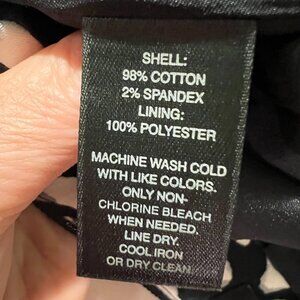 SHELL:
98% COTTON
2% SPANDEX
LINING:
100% POLYESTER
MACHINE WASH COLD
WITH LIKE COLORS.
ONLY NON-
CHLORINE BLEACH
WHEN NEEDED.
LINE DRY.
COOL IRON
OR DRY CLEAN